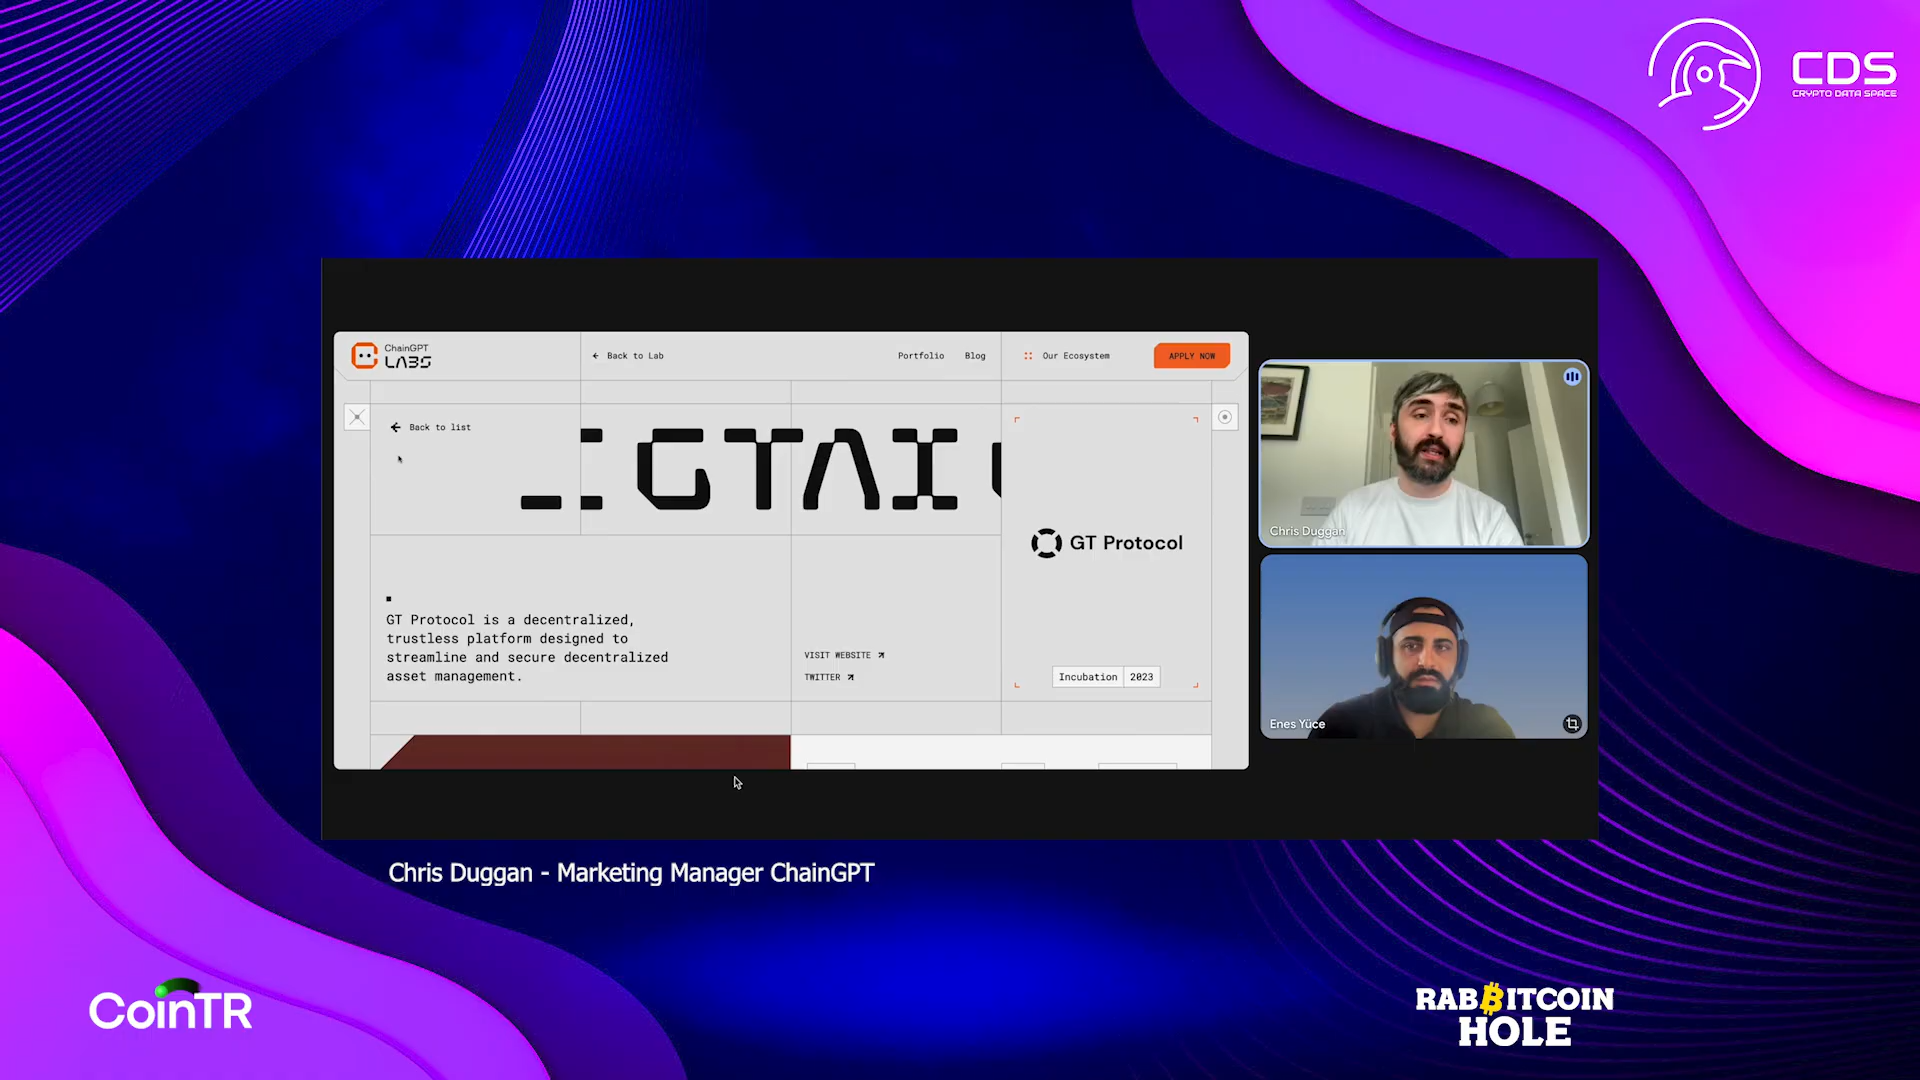 CDS
CRYPTO DATA SPACE
ChainGPT
LABS
Back to Lab
Portfolio
Blog
Our Ecosystem
APPLY NOW
Back to list
GTAI
GT Protocol
GT Protocol is a decentralized,
trustless platform designed to
streamline and secure decentralized
asset management.
VISIT WEBSITE
TWITTER
Incubation
2023
Chris Duggan
Enes Yüce
Chris Duggan - Marketing Manager ChainGPT
CoinTR
RABBITCOIN
HOLE